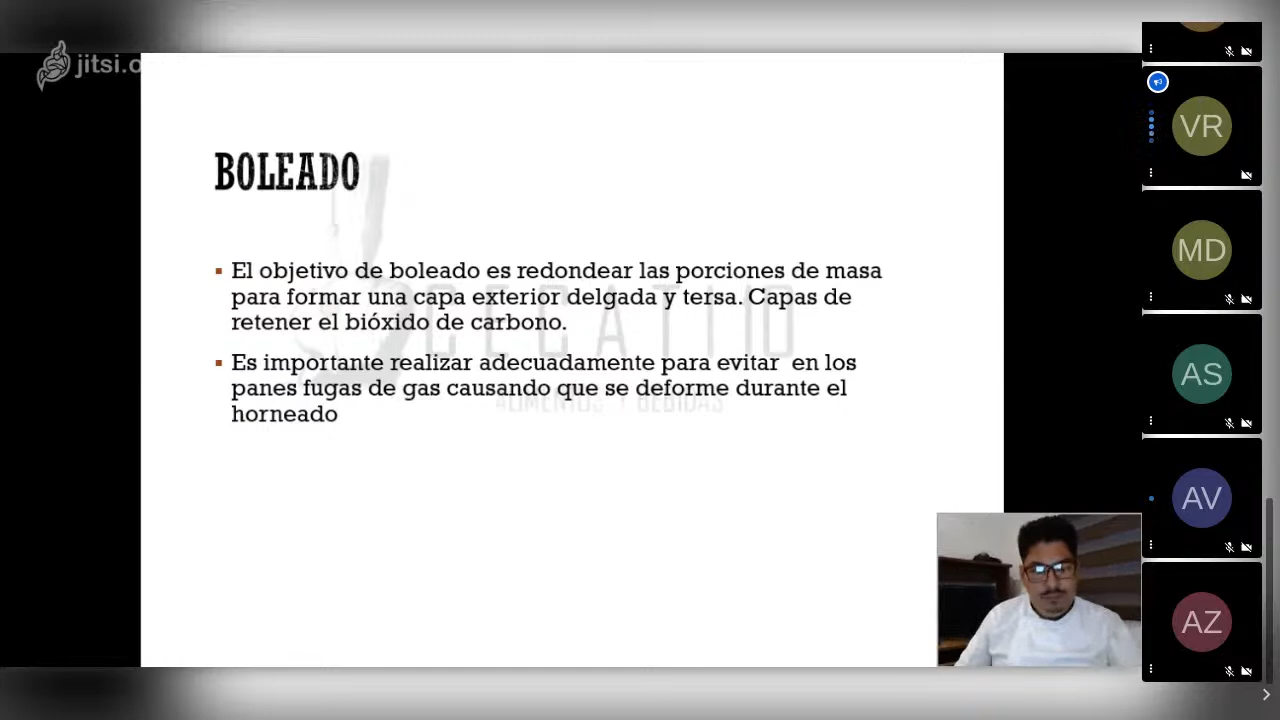 jitsi.o
BOLEADO
El objetivo de boleado es redondear las porciones de masa
para formar una capa exterior delgada y tersa. Capas de
retener el bióxido de carbono.
Es importante realizar adecuadamente para evitar  en los
panes fugas de gas causando que se deforme durante el
horneado
ALIMENTOS Y BEBIDAS
VR
MD
AS
AV
AZ